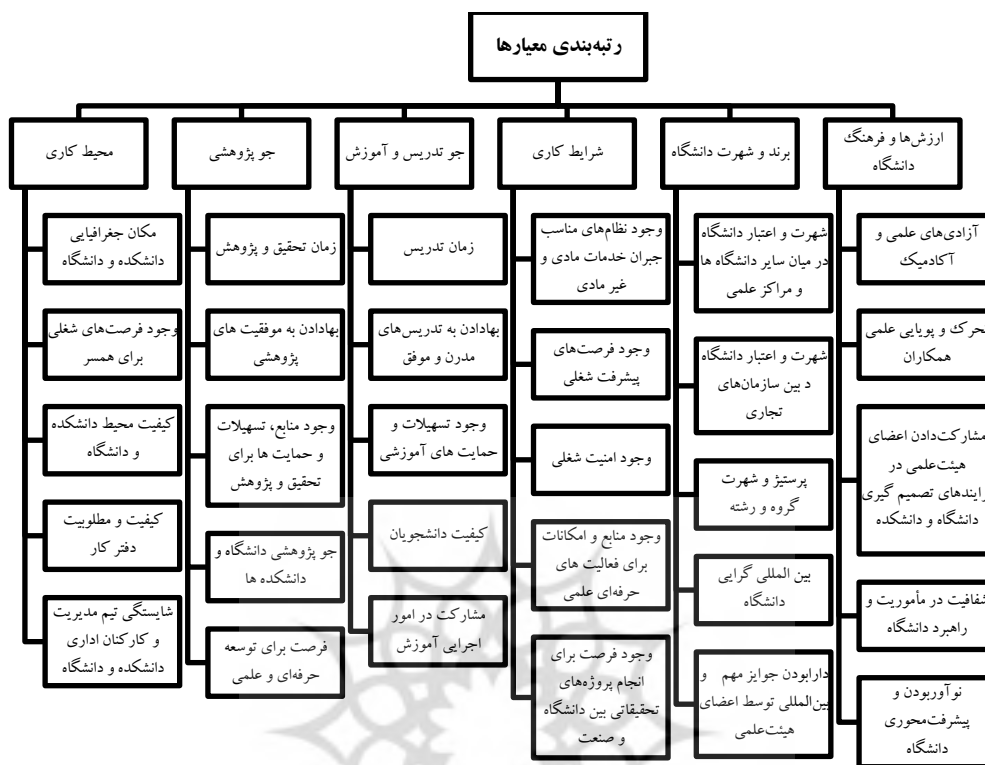 رتبه‌بندی معیارها
ارزش‌ها و فرهنگ
دانشگاه
برند و شهرت دانشگاه
شرایط کاری
جو تدریس و آموزش
جو پژوهشی
محیط کاری
آزادی‌های علمی و
آکادمیک
تحرک و پویایی علمی
همکاران
مشارکت‌دادن اعضای
هیئت‌علمی در
رایندهای تصمیم گیری
دانشگاه و دانشکده
شفافیت در مأموریت و
راهبرد دانشگاه
نوآوربودن و
پیشرفت‌محوری
دانشگاه
شهرت و اعتبار دانشگاه
در میان سایر دانشگاه ها
و مراکز علمی
شهرت و اعتبار دانشگاه
د بین سازمان‌های
تجاری
پرستیژ و شهرت
گروه و رشته
بین المللی گرایی
دانشگاه
دارابودن جوایز مهم و
بین‌المللی توسط اعضای
هیئت‌علمی
وجود نظام‌های مناسب
جبران خدمات مادی و
غیر مادی
وجود فرصت‌های
پیشرفت شغلی
وجود امنیت شغلی
وجود منابع و امکانات
برای فعالیت های
حرفه‌ای علمی
وجود فرصت برای
انجام پروژه‌های
تحقیقاتی بین دانشگاه
و صنعت
زمان تدریس
بهادادن به تدریس‌های
مدرن و موفق
وجود تسهیلات و
حمایت های آموزشی
کیفیت دانشجویان
مشارکت در امور
اجرایی آموزش
زمان تحقیق و پژوهش
بهادادن به موفقیت های
پژوهشی
وجود منابع، تسهیلات
و حمایت ها برای
تحقیق و پژوهش
جو پژوهشی دانشگاه و
دانشکده ها
فرصت برای توسعه
حرفه‌ای و علمی
مکان جغرافیایی
دانشکده و دانشگاه
وجود فرصت‌های شغلی
برای همسر
کیفیت محیط دانشکده
و دانشگاه
کیفیت و مطلوبیت
دفتر کار
شایستگی تیم مدیریت
و کارکنان اداری
دانشکده و دانشگاه